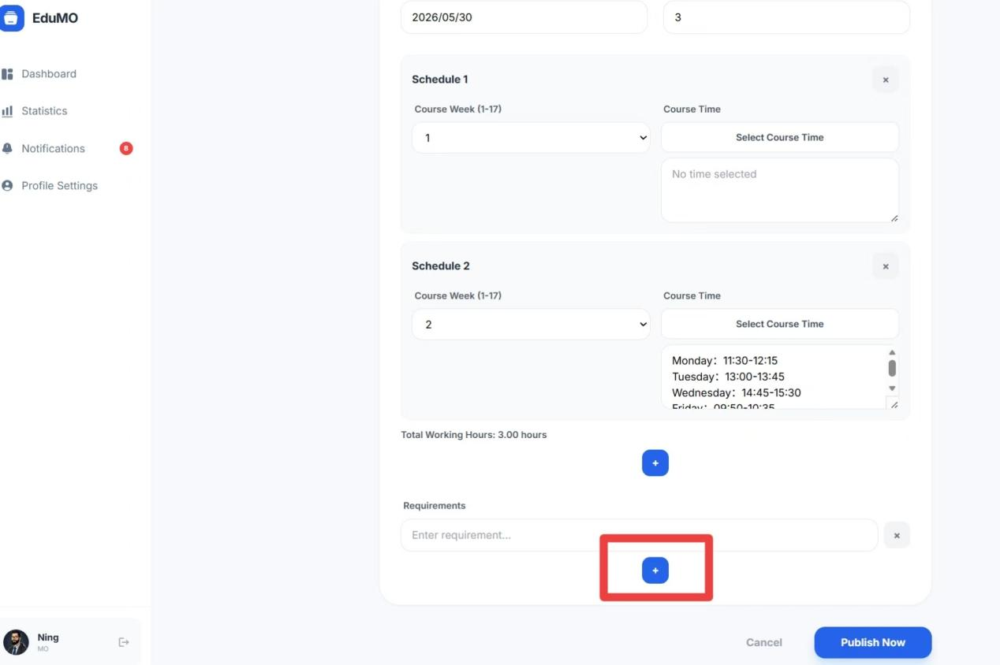 EduMO
Dashboard
Statistics
Notifications 8
Profile Settings
2026/05/30 3
Schedule 1 ×
Course Week (1-17) Course Time
1 Select Course Time
No time selected
Schedule 2 ×
Course Week (1-17) Course Time
2 Select Course Time
Monday：11:30-12:15
Tuesday：13:00-13:45
Wednesday：14:45-15:30
Friday：09:50-10:35
Total Working Hours: 3.00 hours
+
Requirements
Enter requirement... ×
+
Ning
MO
Cancel Publish Now